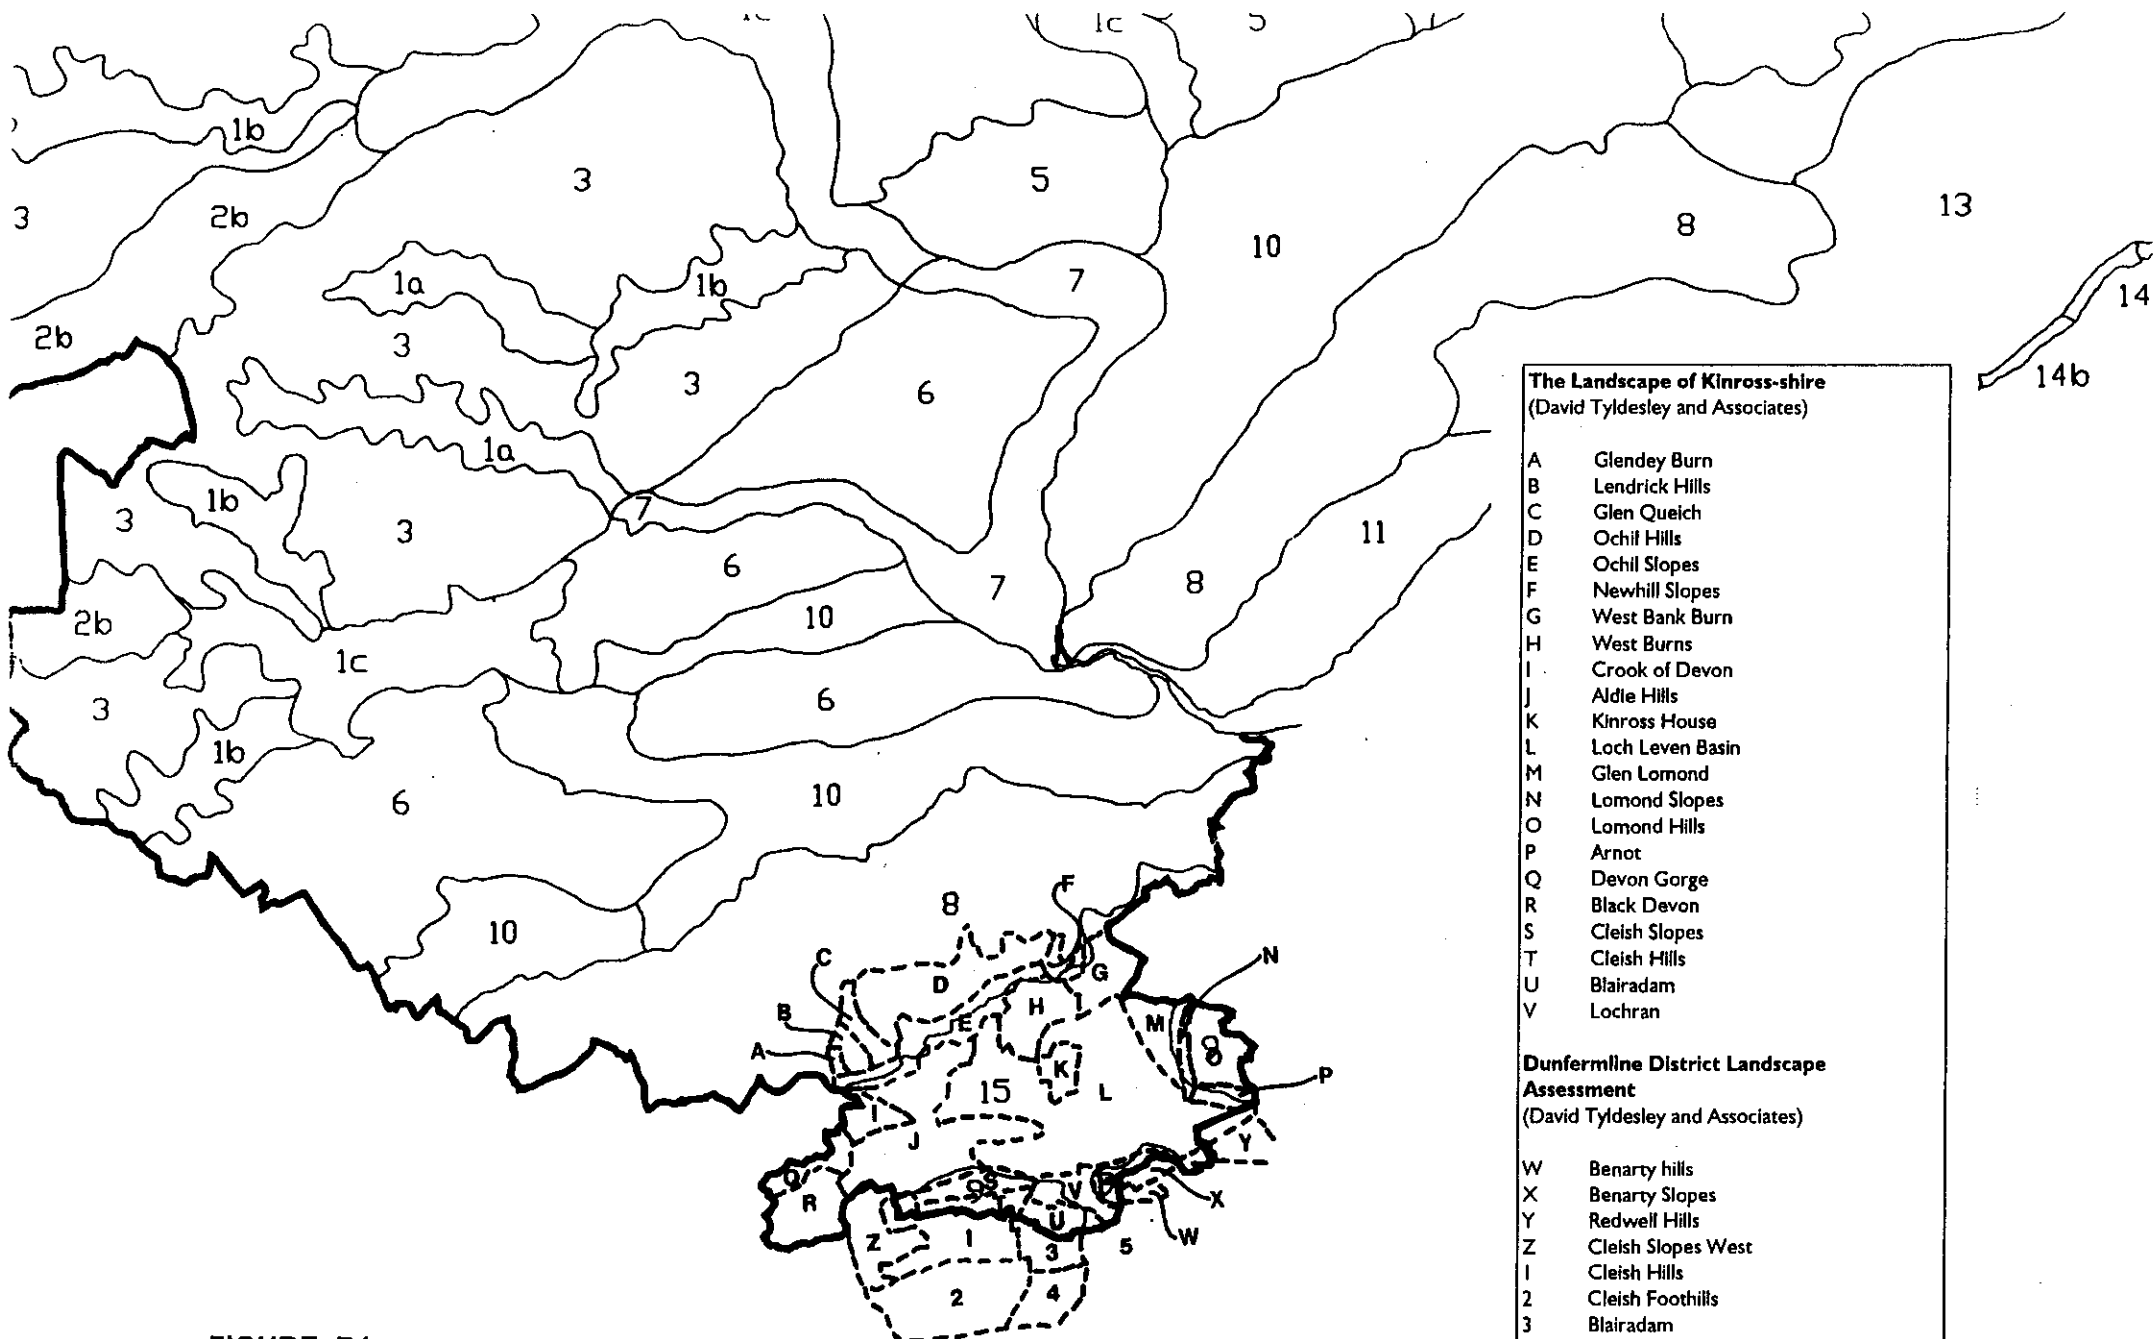 1c
1c
5
1b
3
5
3
2b
13
8
10
1a
1b
7
14
3
2b
3
6
14b
1a
1b
7
3
3
11
6
7
8
2b
10
1c
3
6
1b
6
10
F
8
10
C
D
G
N
B
H
E
M
A
K
8
15
L
P
I
J
Y
Q
S
9
V
R
X
T
U
Z
1
3
5
W
2
4
The Landscape of Kinross-shire
(David Tyldesley and Associates)
A Glendey Burn
B Lendrick Hills
C Glen Queich
D Ochil Hills
E Ochil Slopes
F Newhill Slopes
G West Bank Burn
H West Burns
I Crook of Devon
J Aldie Hills
K Kinross House
L Loch Leven Basin
M Glen Lomond
N Lomond Slopes
O Lomond Hills
P Arnot
Q Devon Gorge
R Black Devon
S Cleish Slopes
T Cleish Hills
U Blairadam
V Lochran
Dunfermline District Landscape
Assessment
(David Tyldesley and Associates)
W Benarty hills
X Benarty Slopes
Y Redwell Hills
Z Cleish Slopes West
1 Cleish Hills
2 Cleish Foothills
3 Blairadam